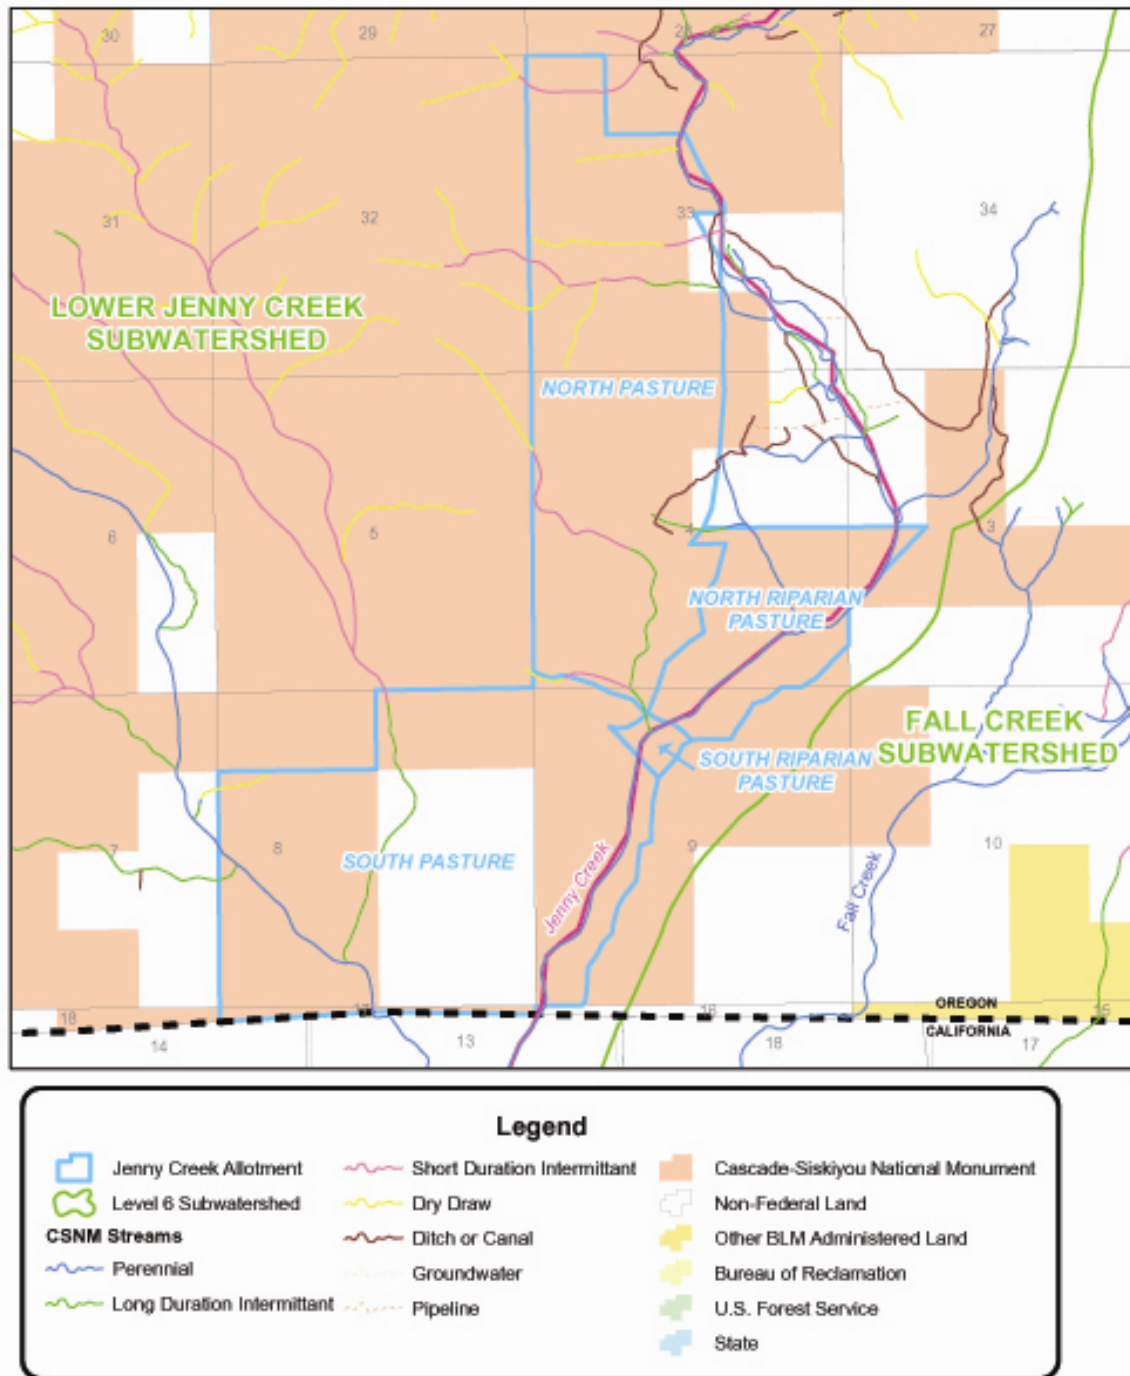 30
29
28
27
31
32
33
34
LOWER JENNY CREEK
SUBWATERSHED
NORTH PASTURE
6
5
4
3
NORTH RIPARIAN
PASTURE
FALL CREEK
SUBWATERSHED
SOUTH RIPARIAN
PASTURE
7
8
9
10
SOUTH PASTURE
Jenny Creek
Fall Creek
OREGON
CALIFORNIA
18
17
16
15
14
13
18
17
Legend
Jenny Creek Allotment
Level 6 Subwatershed
CSNM Streams
Perennial
Long Duration Intermittant
Short Duration Intermittant
Dry Draw
Ditch or Canal
Groundwater
Pipeline
Cascade-Siskiyou National Monument
Non-Federal Land
Other BLM Administered Land
Bureau of Reclamation
U.S. Forest Service
State